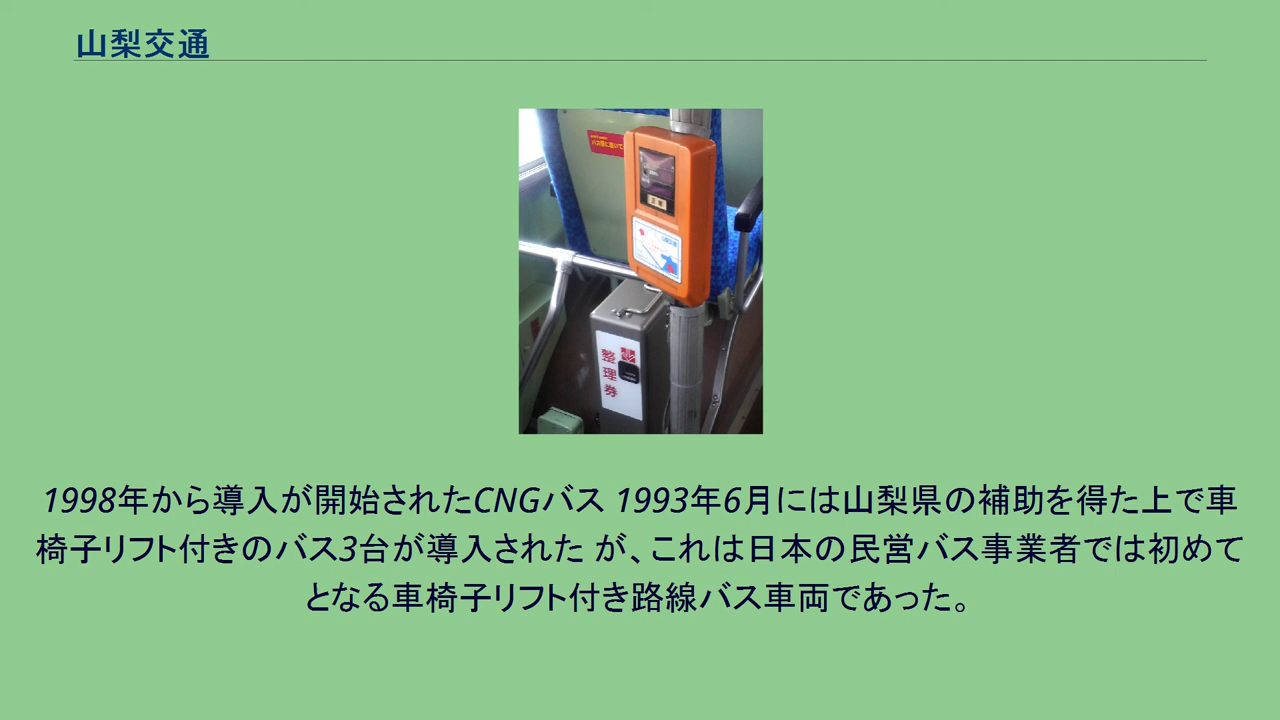 山梨交通
整理券
1998年から導入が開始されたCNGバス 1993年6月には山梨県の補助を得た上で車
椅子リフト付きのバス3台が導入された が、これは日本の民営バス事業者では初めて
となる車椅子リフト付き路線バス車両であった。